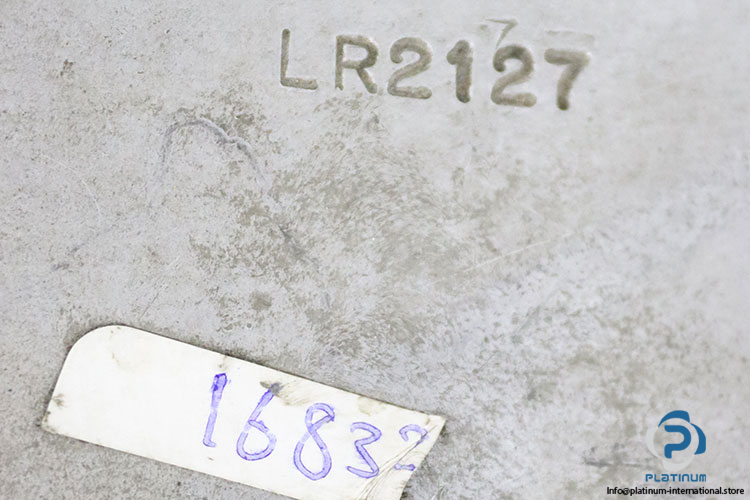 LR2127
16832
PLATINUM
Info@platinum-international.store